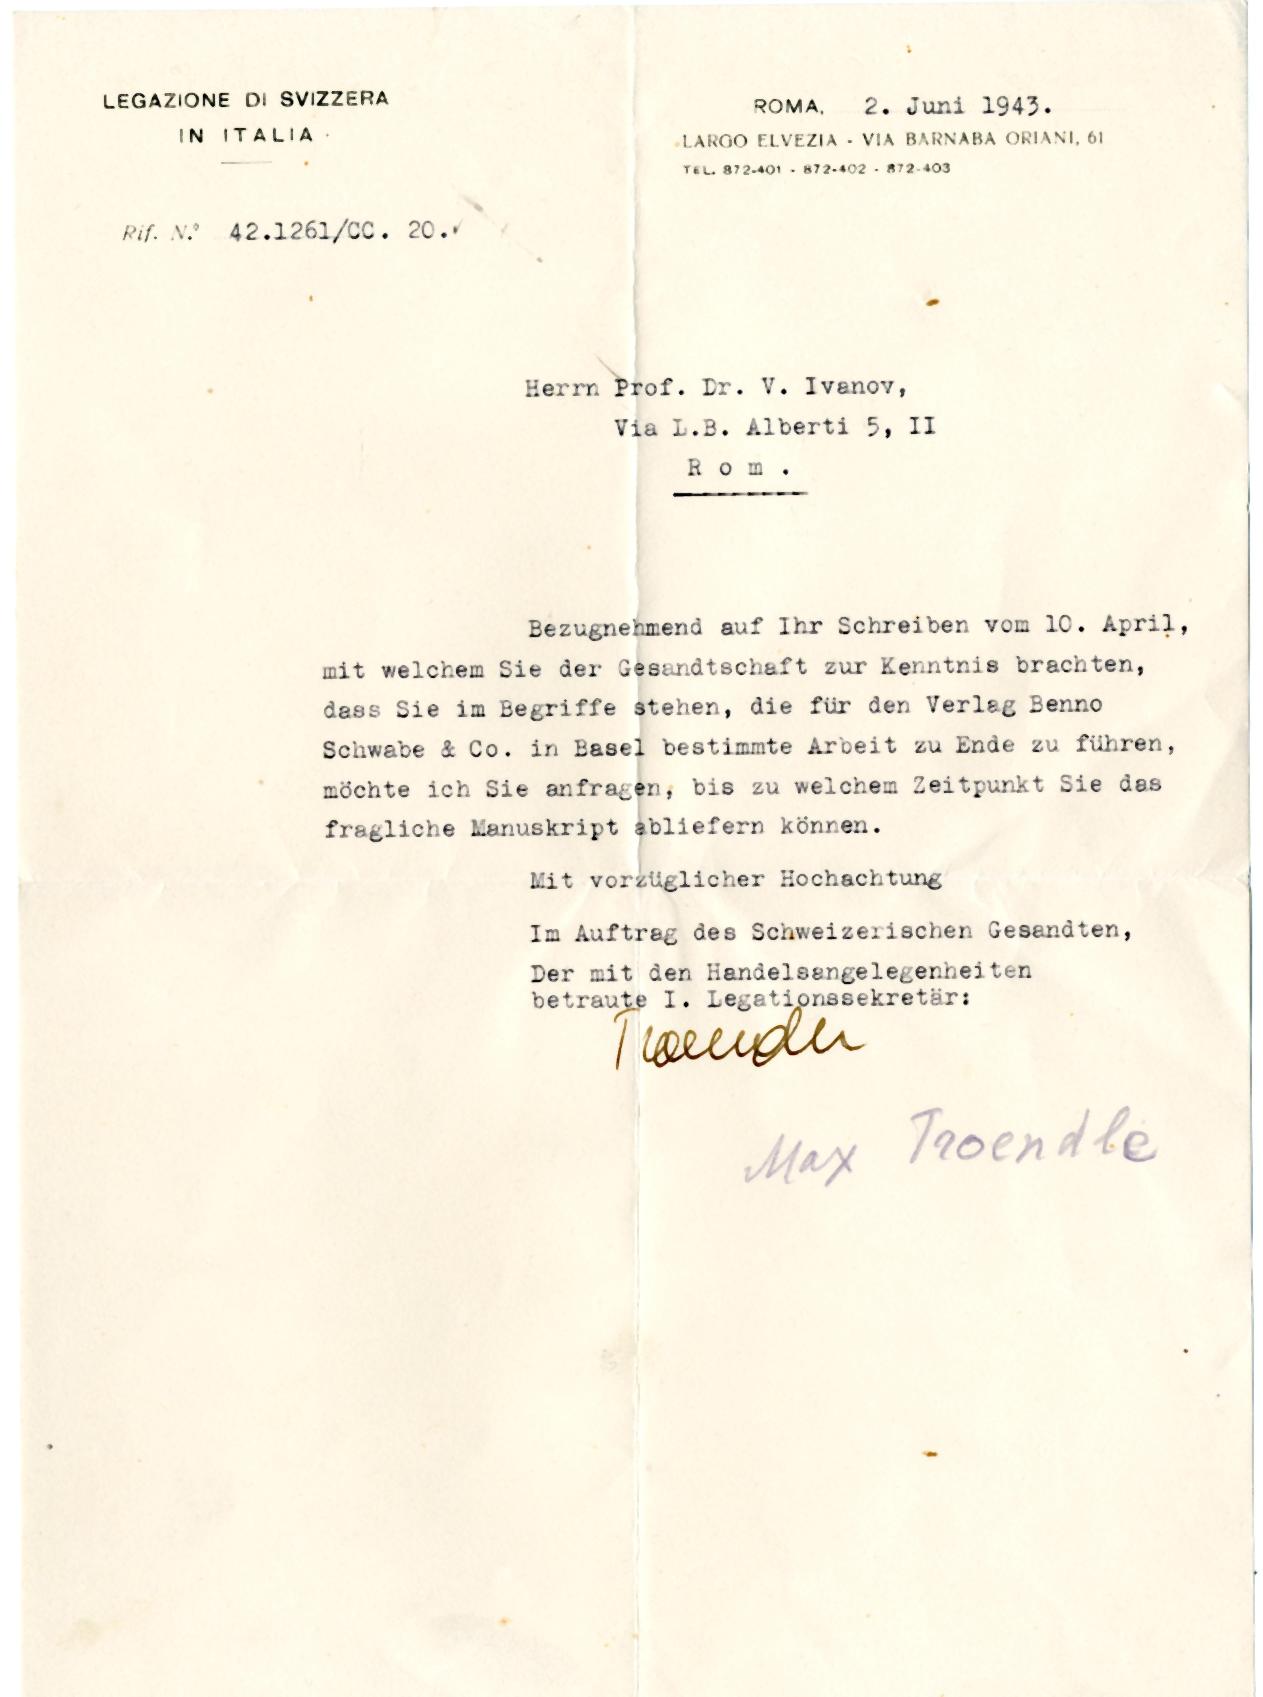 LEGAZIONE DI SVIZZERA
IN ITALIA
ROMA, 2. Juni 1943.
LARGO ELVEZIA - VIA BARNABA ORIANI, 61
TEL. 872-401 - 872-402 - 872-403
Rif. N.º 42.1261/CC. 20.
Herrn Prof. Dr. V. Ivanov,
Via L.B. Alberti 5, II
R o m .
Bezugnehmend auf Ihr Schreiben vom 10. April,
mit welchem Sie der Gesandtschaft zur Kenntnis brachten,
dass Sie im Begriffe stehen, die für den Verlag Benno
Schwabe & Co. in Basel bestimmte Arbeit zu Ende zu führen,
möchte ich Sie anfragen, bis zu welchem Zeitpunkt Sie das
fragliche Manuskript abliefern können.
Mit vorzüglicher Hochachtung
Im Auftrag des Schweizerischen Gesandten,
Der mit den Handelsangelegenheiten
betraute I. Legationssekretär:
Troendle
Max Troendle